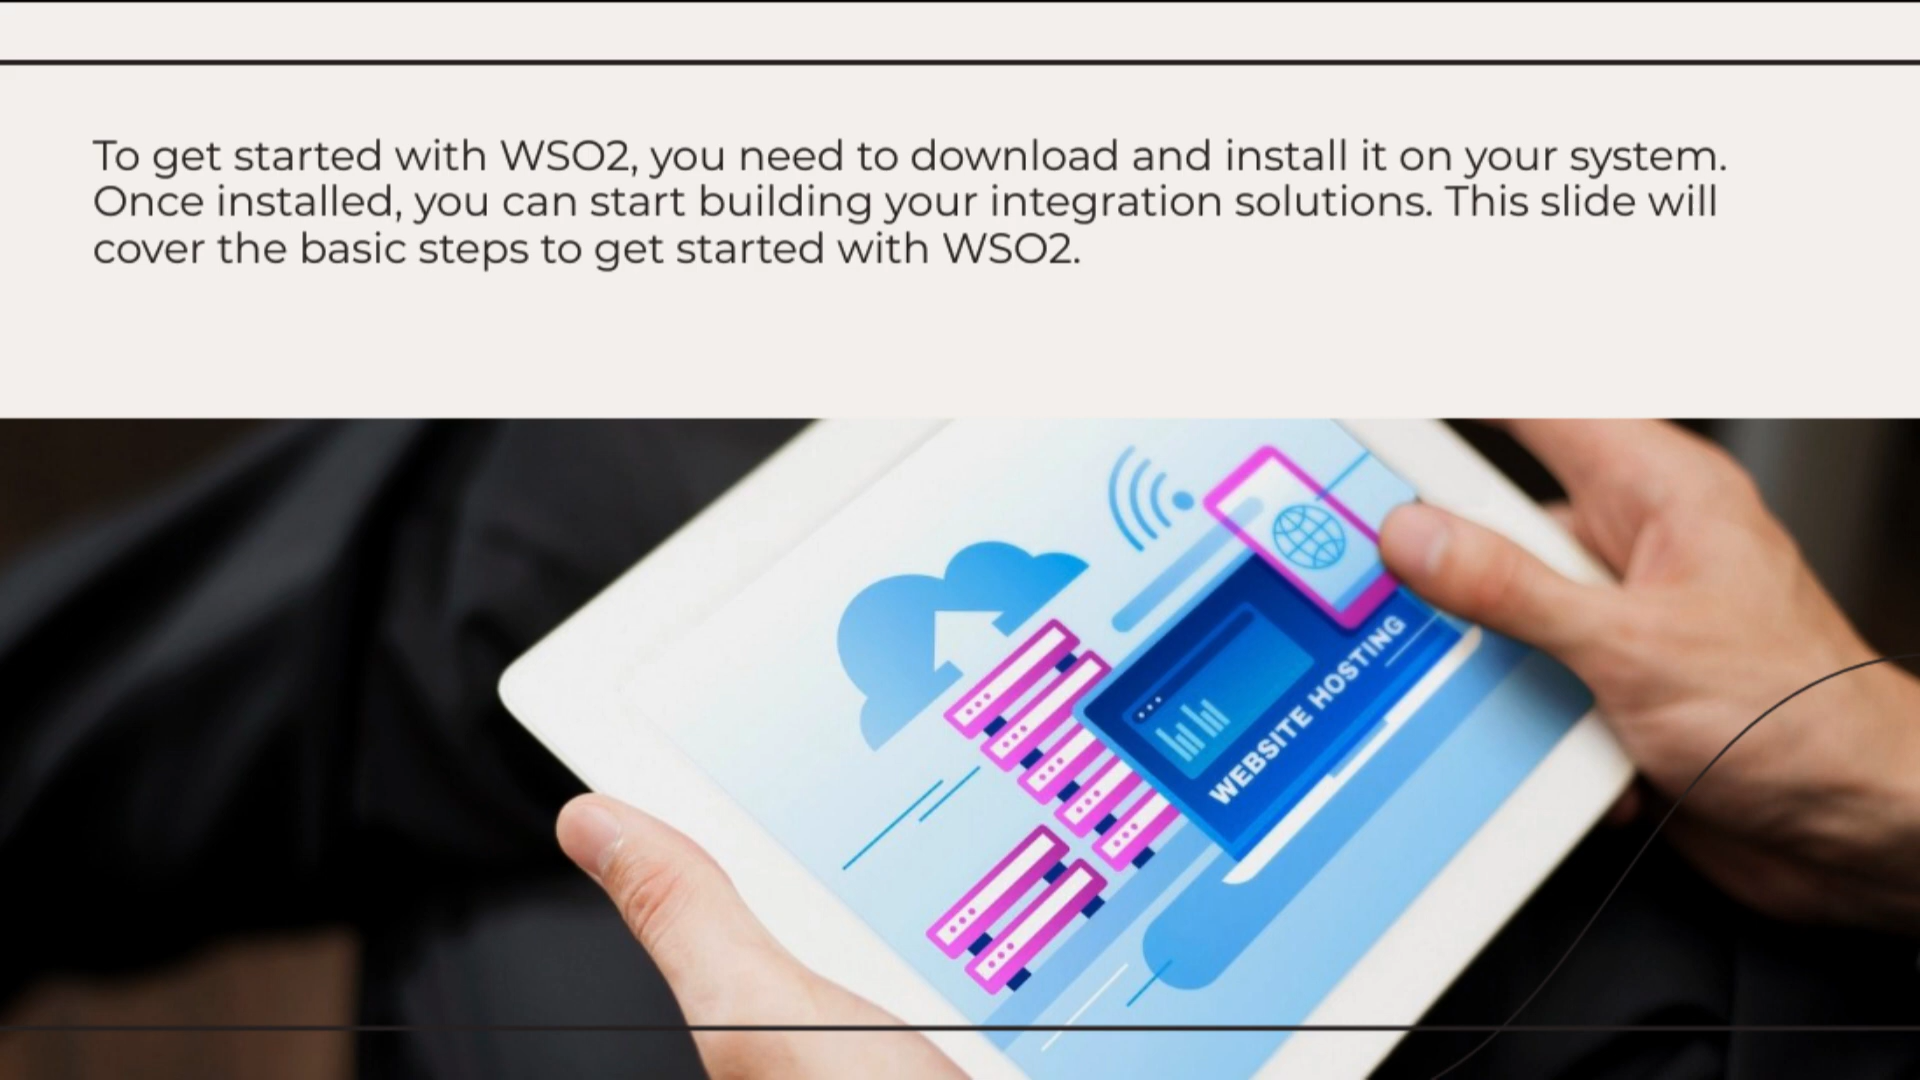 To get started with WSO2, you need to download and install it on your system.
Once installed, you can start building your integration solutions. This slide will
cover the basic steps to get started with WSO2.
WEBSITE HOSTING